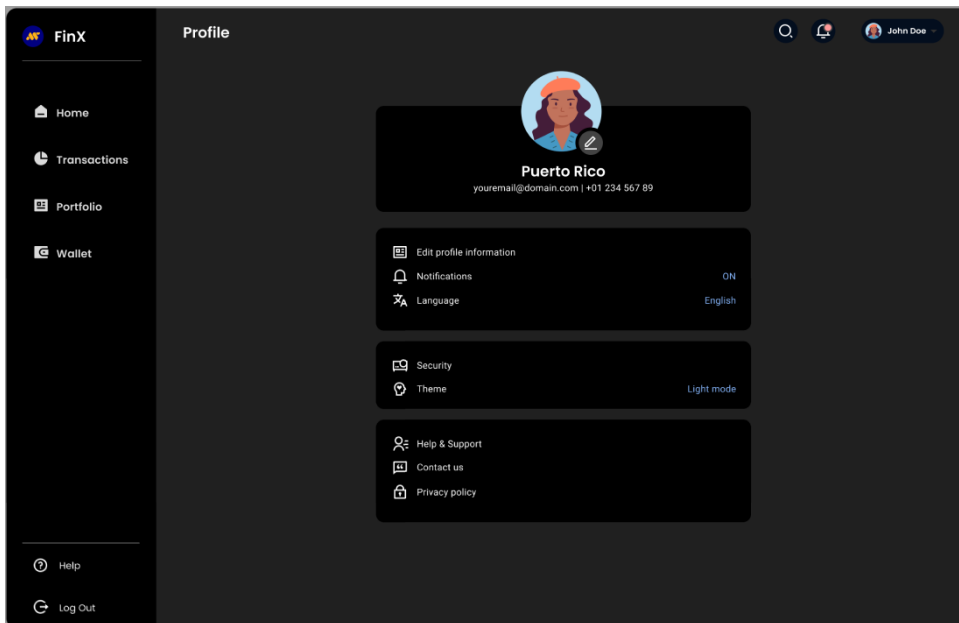 FinX
Profile
John Doe
Home
Transactions
Portfolio
Wallet
Puerto Rico
youremail@domain.com | +01 234 567 89
Edit profile information
Notifications ON
Language English
Security
Theme Light mode
Help & Support
Contact us
Privacy policy
Help
Log Out